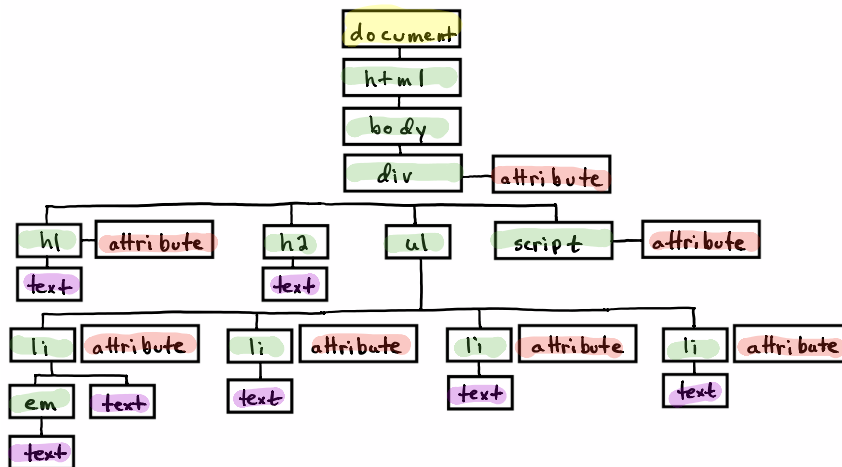 document
html
body
div attribute
h1 attribute h2 ul script attribute
text text
li attribute li attribute li attribute li attribute
em text text text text
text